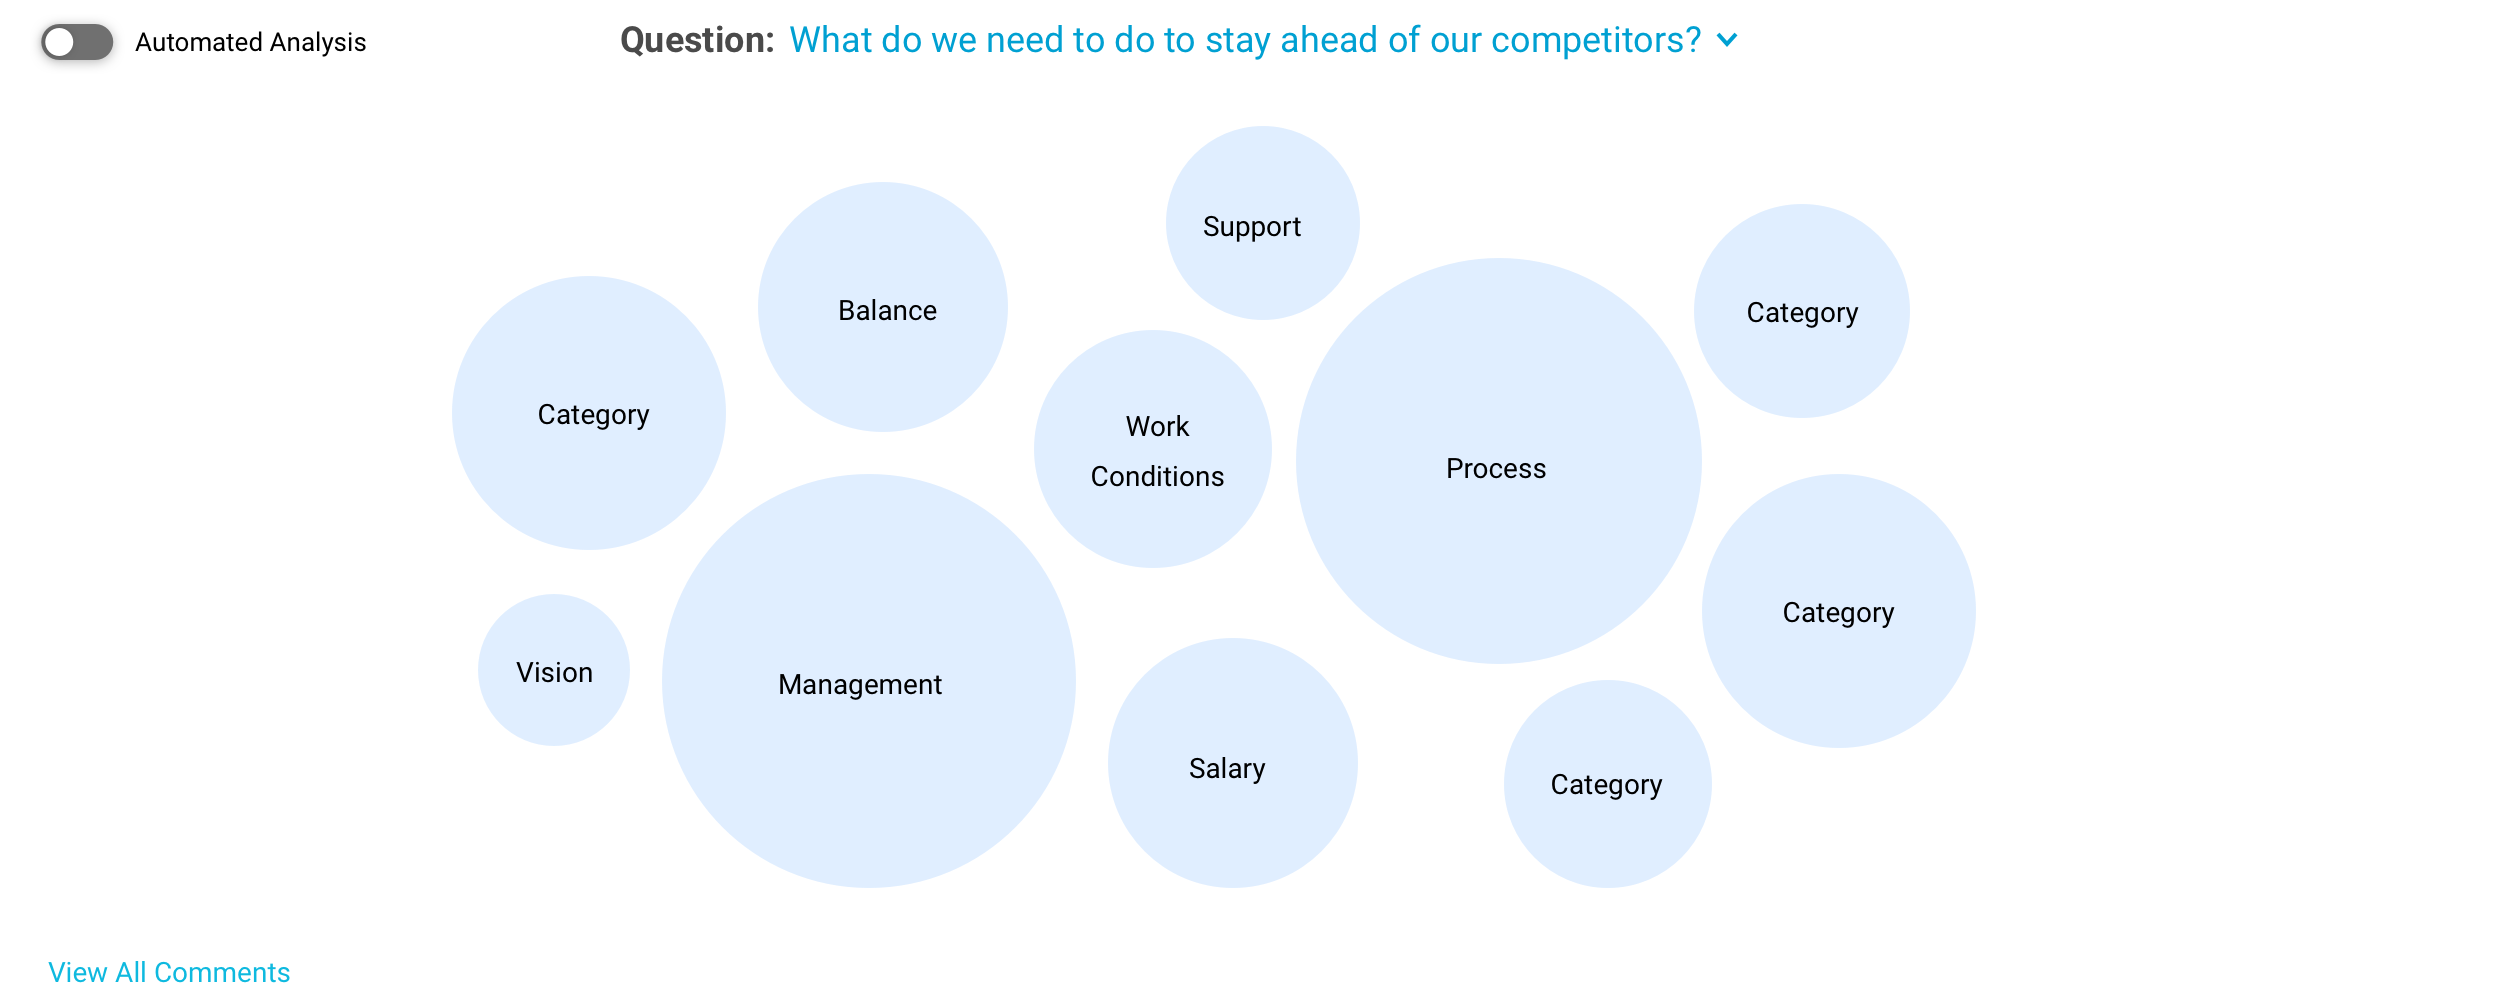 Automated Analysis
Question: What do we need to do to stay ahead of our competitors?
Support
Balance
Category
Category
Work
Conditions
Process
Category
Vision
Management
Salary
Category
View All Comments